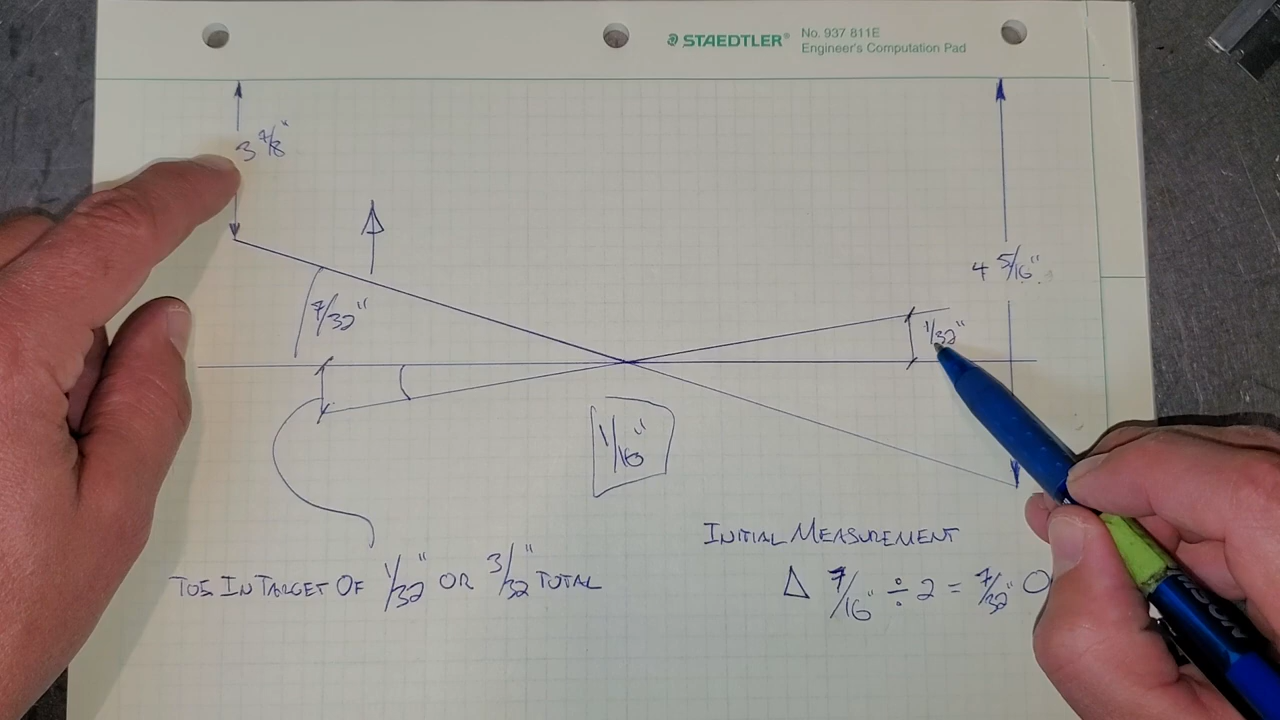 STAEDTLER® No. 937 811E
Engineer's Computation Pad
3 7/8"
4 5/16"
7/32"
1/32"
1/16"
INITIAL MEASUREMENT
TOE IN TARGET OF 1/32" OR 3/32" TOTAL
Δ 7/16" ÷ 2 = 7/32" O